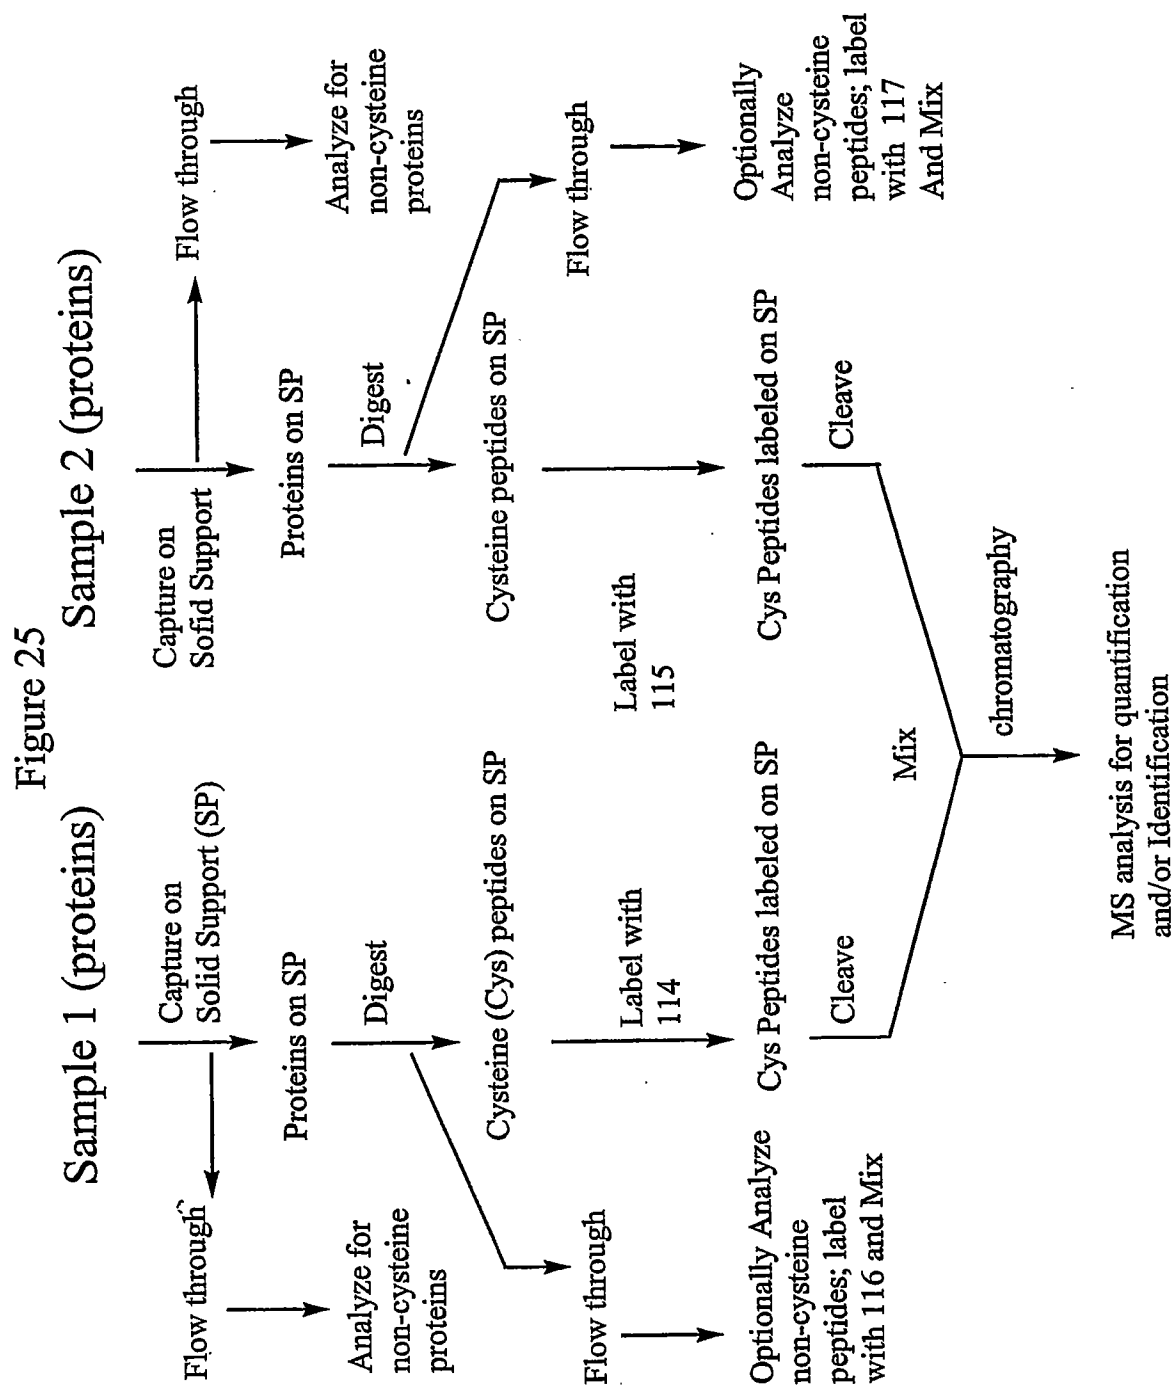 Figure 25
Sample 1 (proteins)
Capture on
Solid Support (SP)
Flow through
Analyze for
non-cysteine
proteins
Proteins on SP
Digest
Flow through
Optionally Analyze
non-cysteine
peptides; label
with 116 and Mix
Cysteine (Cys) peptides on SP
Label with
114
Cys Peptides labeled on SP
Cleave
Sample 2 (proteins)
Capture on
Sofid Support
Flow through
Analyze for
non-cysteine
proteins
Proteins on SP
Digest
Flow through
Optionally
Analyze
non-cysteine
peptides; label
with 117
And Mix
Cysteine peptides on SP
Label with
115
Cys Peptides labeled on SP
Cleave
Mix
chromatography
MS analysis for quantification
and/or Identification